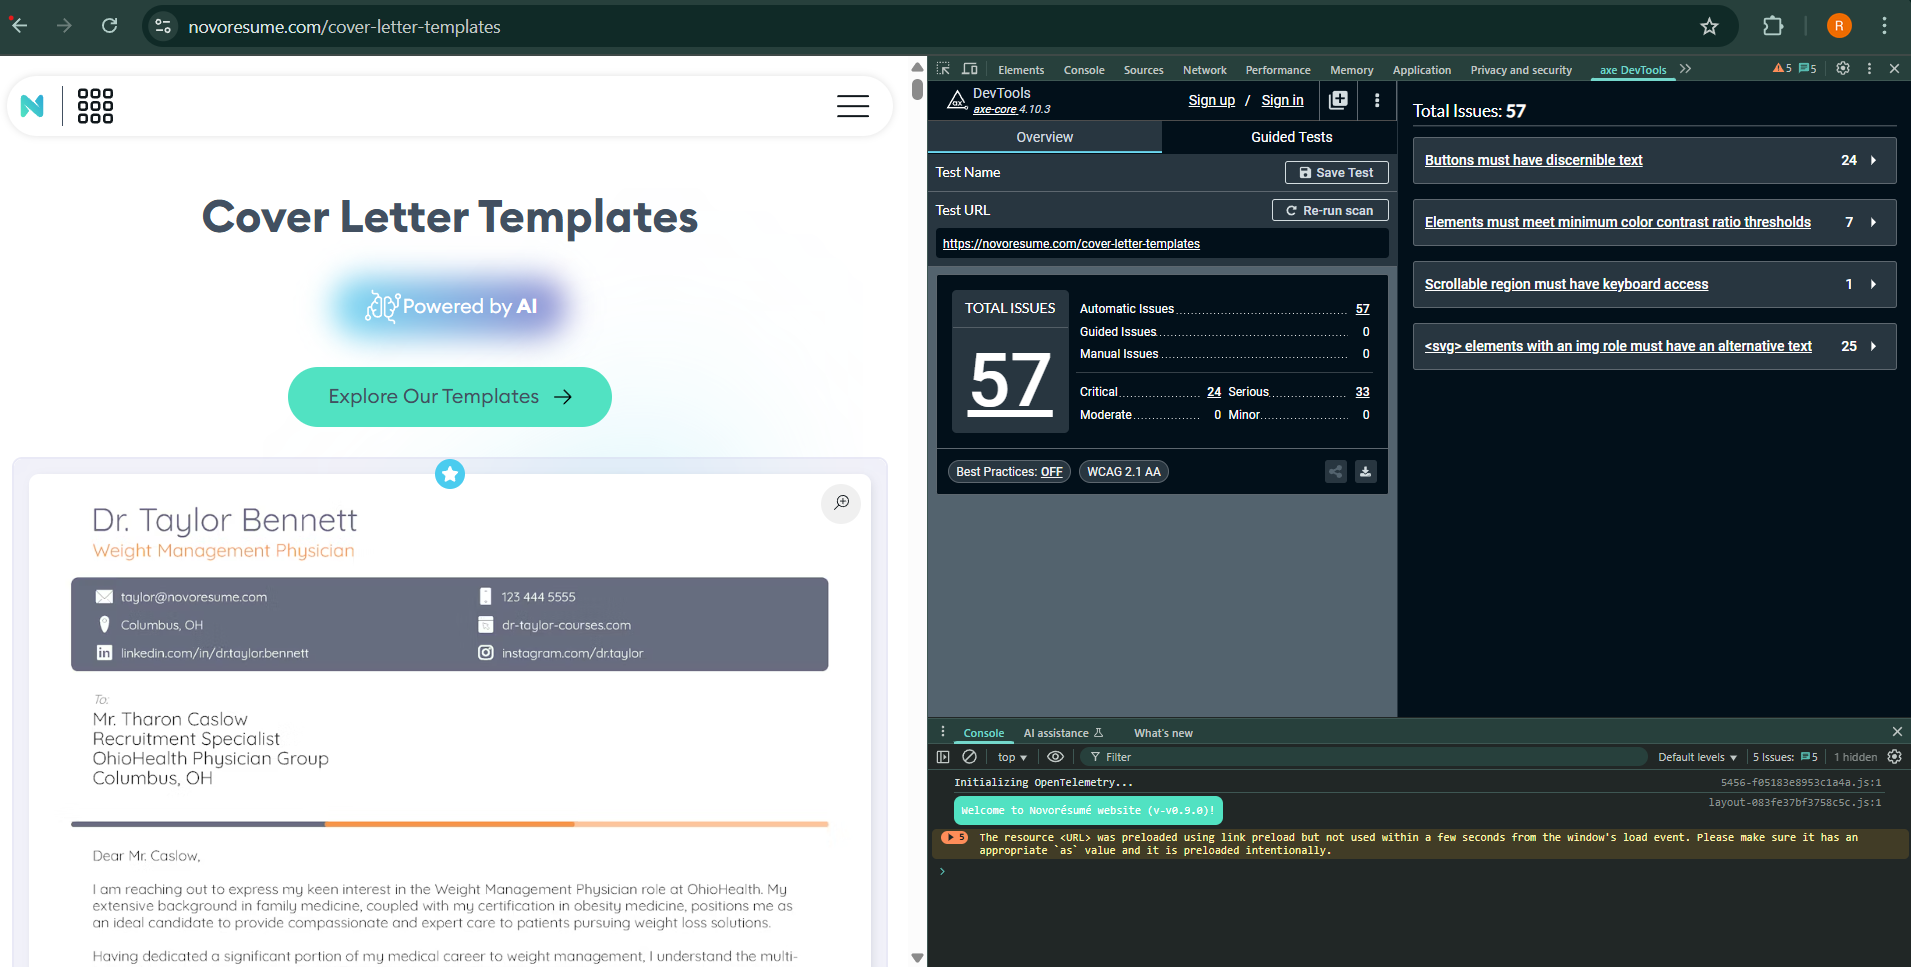 novoresume.com/cover-letter-templates
R
Cover Letter Templates
Powered by AI
Explore Our Templates
Dr. Taylor Bennett
Weight Management Physician
taylor@novoresume.com
123 444 5555
Columbus, OH
dr-taylor-courses.com
linkedin.com/in/dr.taylor.bennett
instagram.com/dr.taylor
To:
Mr. Tharon Caslow
Recruitment Specialist
OhioHealth Physician Group
Columbus, OH
Dear Mr. Caslow,
I am reaching out to express my keen interest in the Weight Management Physician role at OhioHealth. My
extensive background in family medicine, coupled with my certification in obesity medicine, positions me as
an ideal candidate to provide compassionate and expert care to patients pursuing weight loss solutions.
Having dedicated a significant portion of my medical career to weight management, I understand the multi-
Elements Console Sources Network Performance Memory Application Privacy and security axe DevTools 5 5
DevTools
axe-core 4.10.3
Sign up / Sign in
Overview Guided Tests
Test Name
Save Test
Test URL
Re-run scan
https://novoresume.com/cover-letter-templates
TOTAL ISSUES
57
Automatic Issues 57
Guided Issues 0
Manual Issues 0
Critical 24 Serious 33
Moderate 0 Minor 0
Best Practices: OFF WCAG 2.1 AA
Total Issues: 57
Buttons must have discernible text 24
Elements must meet minimum color contrast ratio thresholds 7
Scrollable region must have keyboard access 1
<svg> elements with an img role must have an alternative text 25
Console AI assistance What's new
top Filter Default levels 5 Issues: 5 1 hidden
Initializing OpenTelemetry... 5456-f05183e8953c1a4a.js:1
Welcome to Novorésumé website (v-v0.9.0)! layout-083fe37bf3758c5c.js:1
5 The resource <URL> was preloaded using link preload but not used within a few seconds from the window's load event. Please make sure it has an
appropriate `as` value and it is preloaded intentionally.